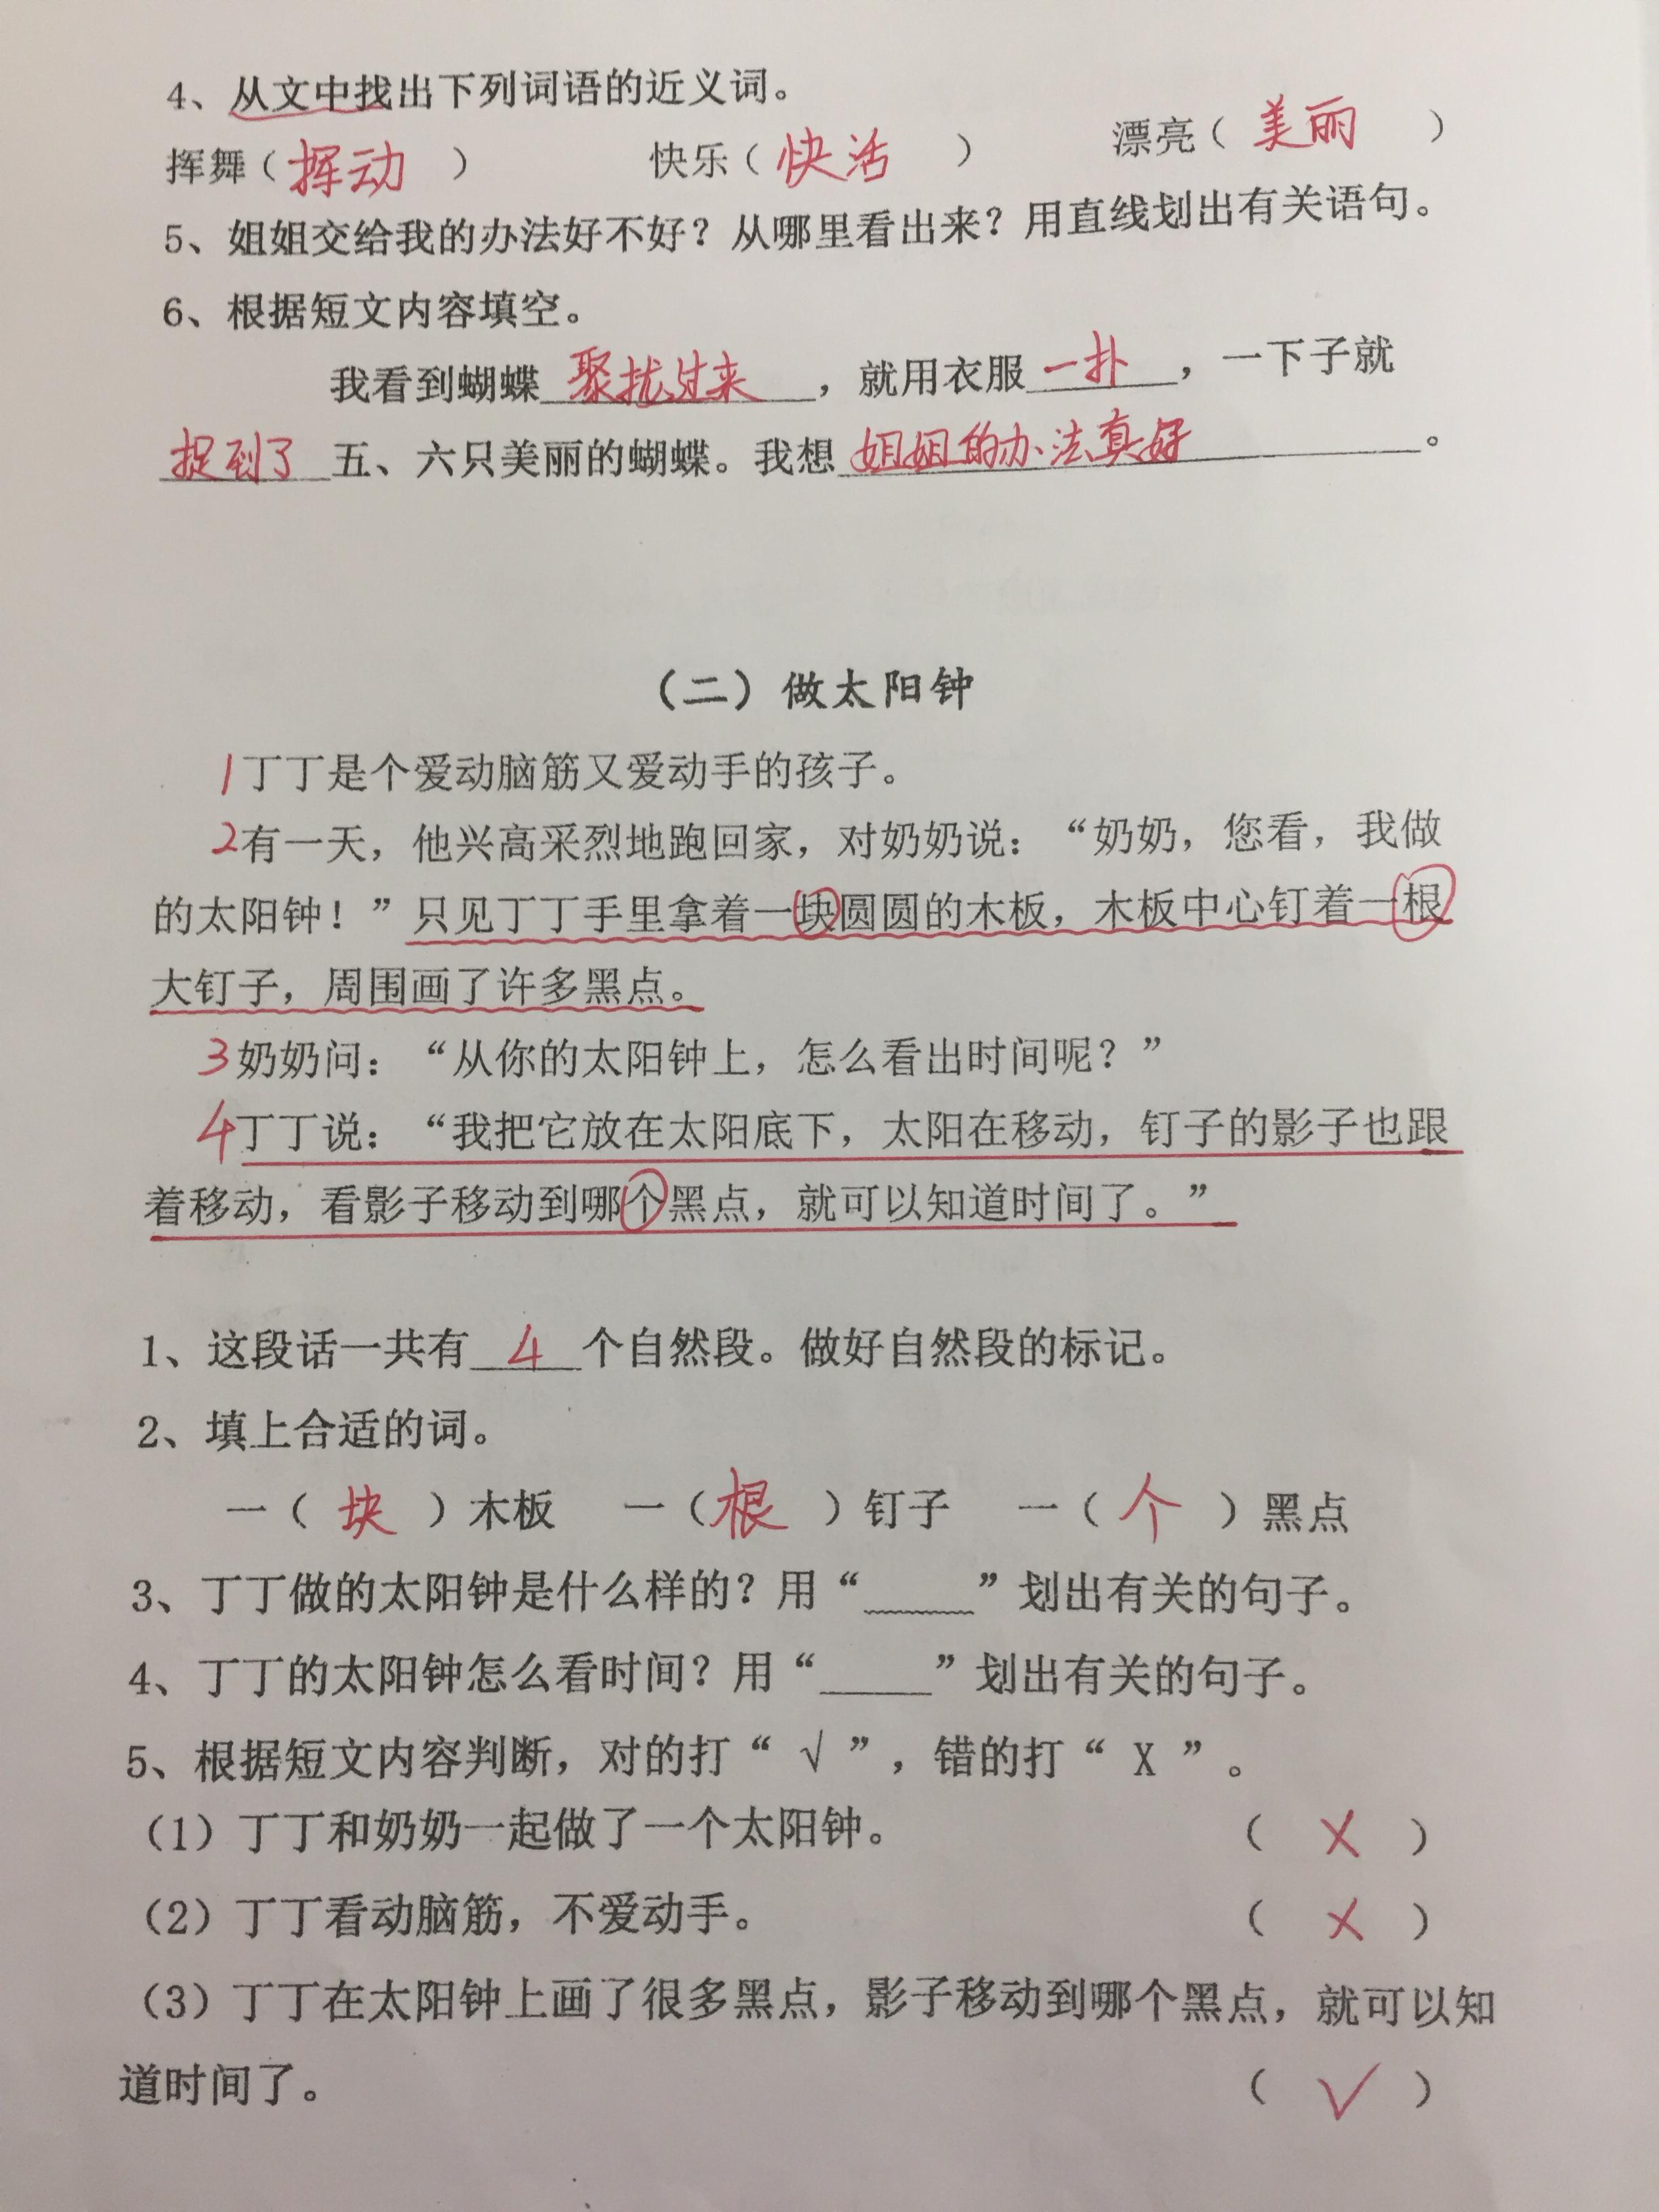 4、从文中找出下列词语的近义词。
挥舞（挥动）　快乐（快活）　漂亮（美丽）
5、姐姐交给我的办法好不好？从哪里看出来？用直线划出有关语句。
6、根据短文内容填空。
我看到蝴蝶聚拢过来，就用衣服一扑，一下子就
捉到了五、六只美丽的蝴蝶。我想姐姐的办法真好。
（二）做太阳钟
1丁丁是个爱动脑筋又爱动手的孩子。
2有一天，他兴高采烈地跑回家，对奶奶说：“奶奶，您看，我做
的太阳钟！”只见丁丁手里拿着一块圆圆的木板，木板中心钉着一根
大钉子，周围画了许多黑点。
3奶奶问：“从你的太阳钟上，怎么看出时间呢？”
4丁丁说：“我把它放在太阳底下，太阳在移动，钉子的影子也跟
着移动，看影子移动到哪个黑点，就可以知道时间了。”
1、这段话一共有4个自然段。做好自然段的标记。
2、填上合适的词。
一（块）木板　一（根）钉子　一（个）黑点
3、丁丁做的太阳钟是什么样的？用“_____”划出有关的句子。
4、丁丁的太阳钟怎么看时间？用“_____”划出有关的句子。
5、根据短文内容判断，对的打“√”，错的打“X”。
（1）丁丁和奶奶一起做了一个太阳钟。（X）
（2）丁丁看动脑筋，不爱动手。（X）
（3）丁丁在太阳钟上画了很多黑点，影子移动到哪个黑点，就可以知
道时间了。（√）